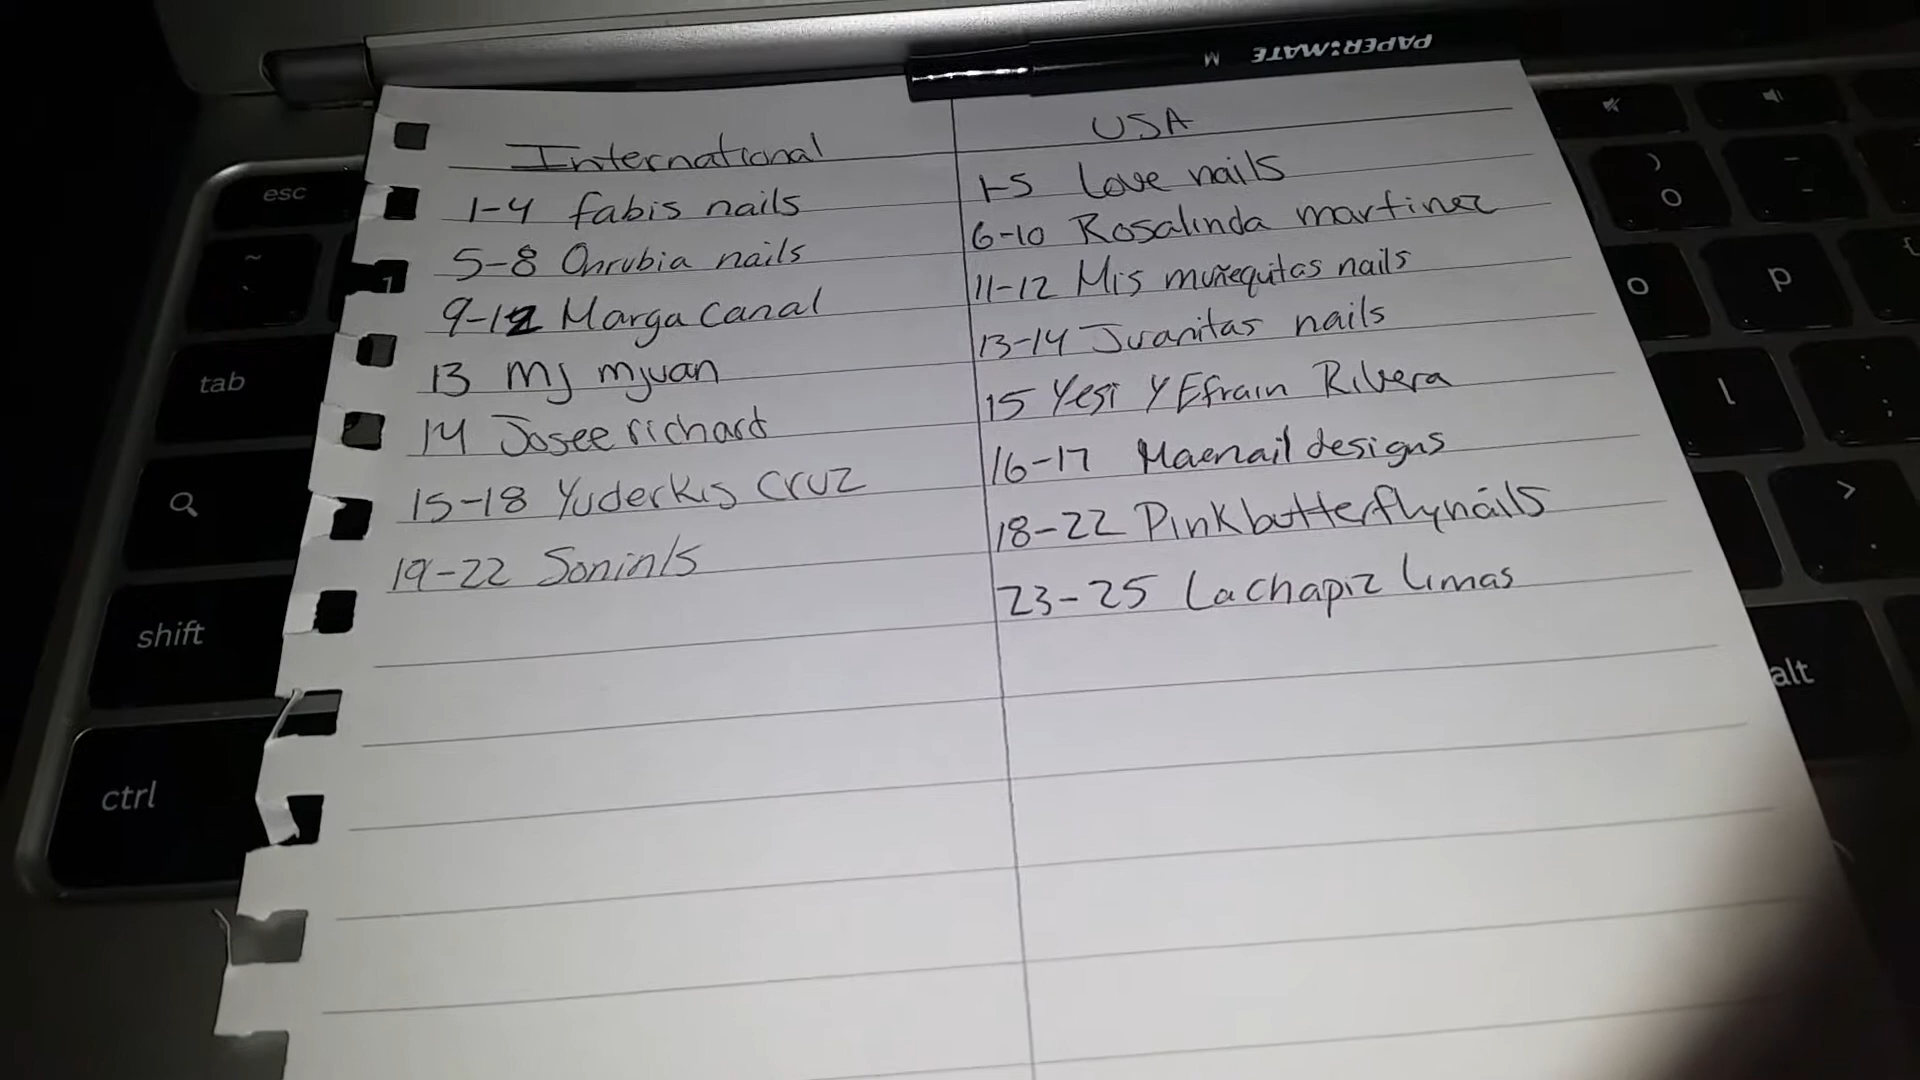 PAPER:MATE M
International
1-4 fabis nails
5-8 Onrubia nails
9-12 Marga canal
13 mj mjuan
14 Josee richard
15-18 Yuderkis cruz
19-22 Soninls
USA
1-5 Love nails
6-10 Rosalinda martinez
11-12 Mis muñequitas nails
13-14 Juanitas nails
15 Yesi Y Efrain Rivera
16-17 Maenail designs
18-22 Pinkbutterflynails
23-25 Lachapiz limas
esc
~
`
1
tab
shift
ctrl
)
0
_
-
o
p
{
l
:
;
>
.
alt